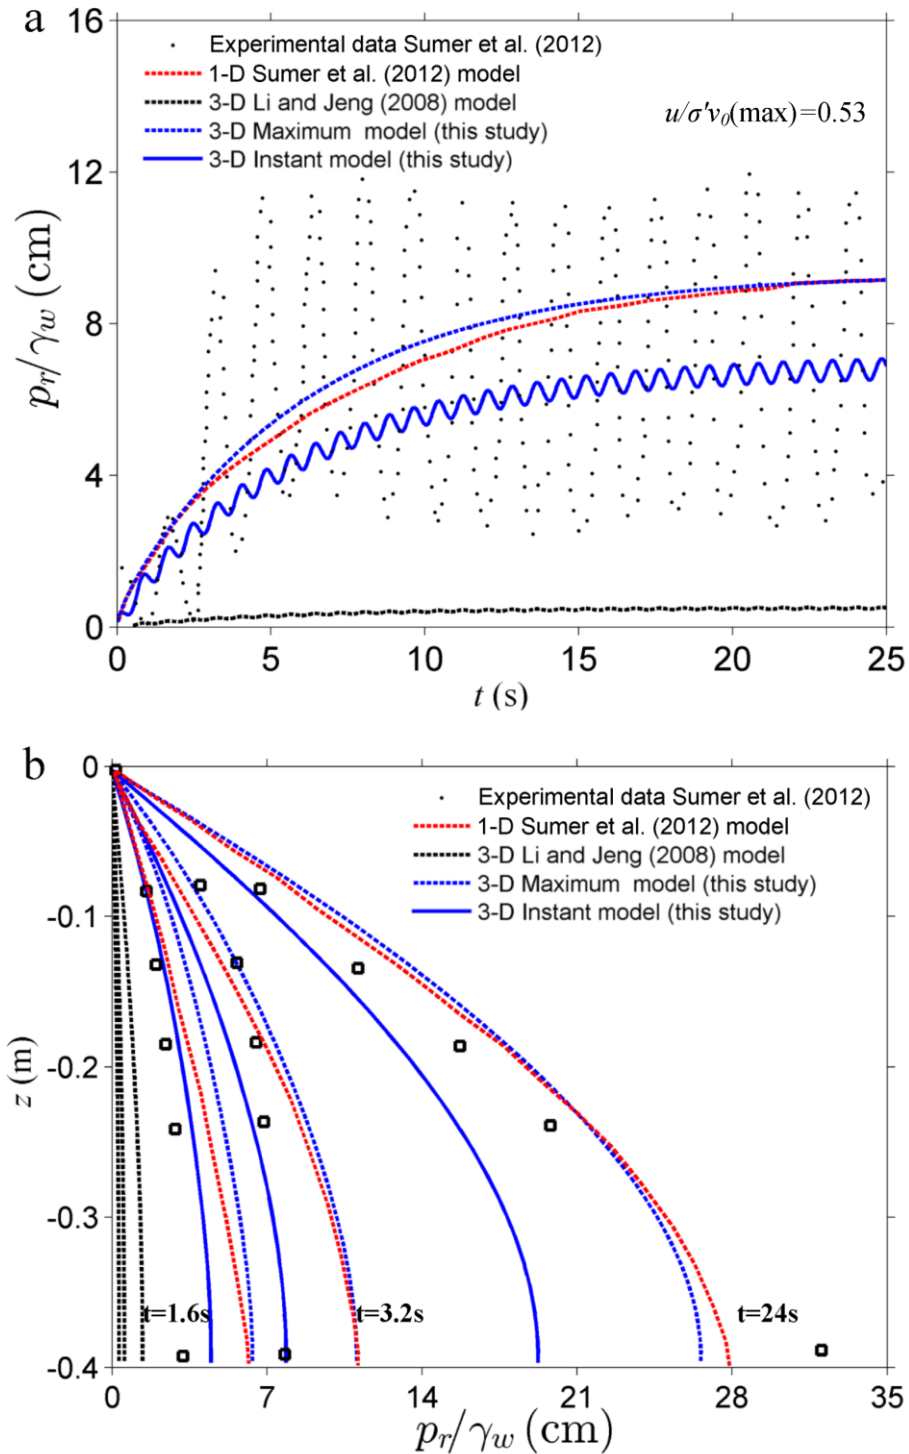 a
16
12
8
4
0
p_r/γ_w (cm)
Experimental data Sumer et al. (2012)
1-D Sumer et al. (2012) model
3-D Li and Jeng (2008) model
3-D Maximum model (this study)
3-D Instant model (this study)
u/σ'v₀(max)=0.53
0 5 10 15 20 25
t (s)
b
0
-0.1
-0.2
-0.3
-0.4
z (m)
Experimental data Sumer et al. (2012)
1-D Sumer et al. (2012) model
3-D Li and Jeng (2008) model
3-D Maximum model (this study)
3-D Instant model (this study)
t=1.6s t=3.2s t=24s
0 7 14 21 28 35
p_r/γ_w (cm)